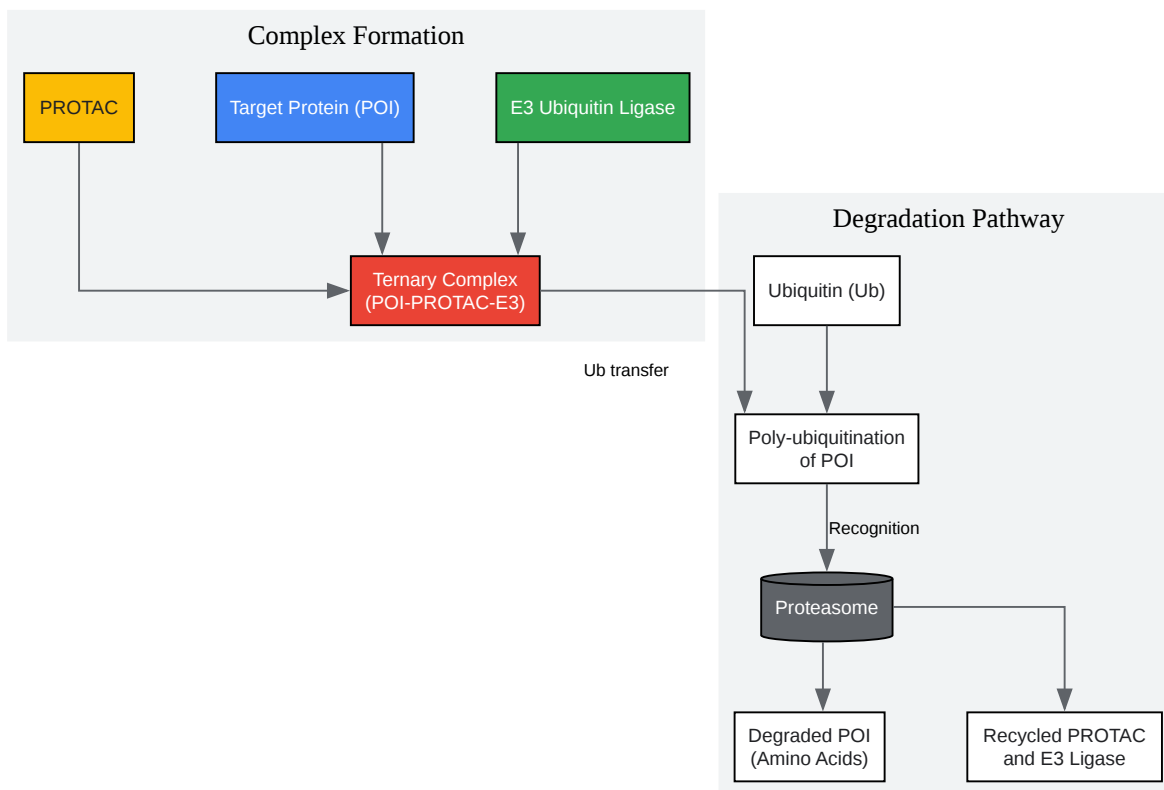 Complex Formation
PROTAC
Target Protein (POI)
E3 Ubiquitin Ligase
Ternary Complex
(POI-PROTAC-E3)
Ub transfer
Degradation Pathway
Ubiquitin (Ub)
Poly-ubiquitination
of POI
Recognition
Proteasome
Degraded POI
(Amino Acids)
Recycled PROTAC
and E3 Ligase